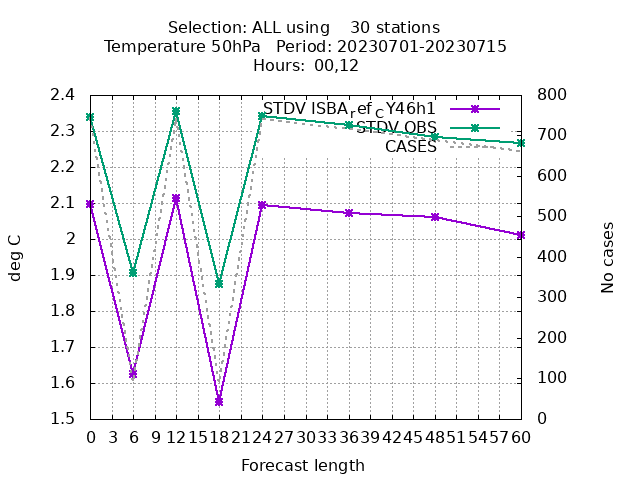 Selection: ALL using 30 stations
Temperature 50hPa Period: 20230701-20230715
Hours: 00,12
STDV ISBA_ref_CY46h1
STDV OBS
CASES
deg C
2.4
2.3
2.2
2.1
2
1.9
1.8
1.7
1.6
1.5
800
700
600
500
400
300
200
100
0
No cases
0 3 6 9 12 15 18 21 24 27 30 33 36 39 42 45 48 51 54 57 60
Forecast length